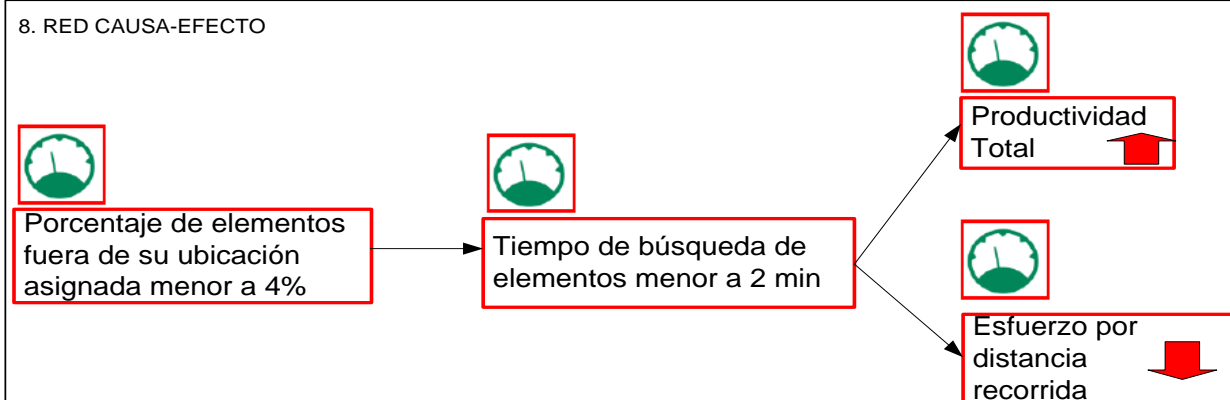 8. RED CAUSA-EFECTO
Productividad
Total
Porcentaje de elementos
fuera de su ubicación
asignada menor a 4%
Tiempo de búsqueda de
elementos menor a 2 min
Esfuerzo por
distancia
recorrida